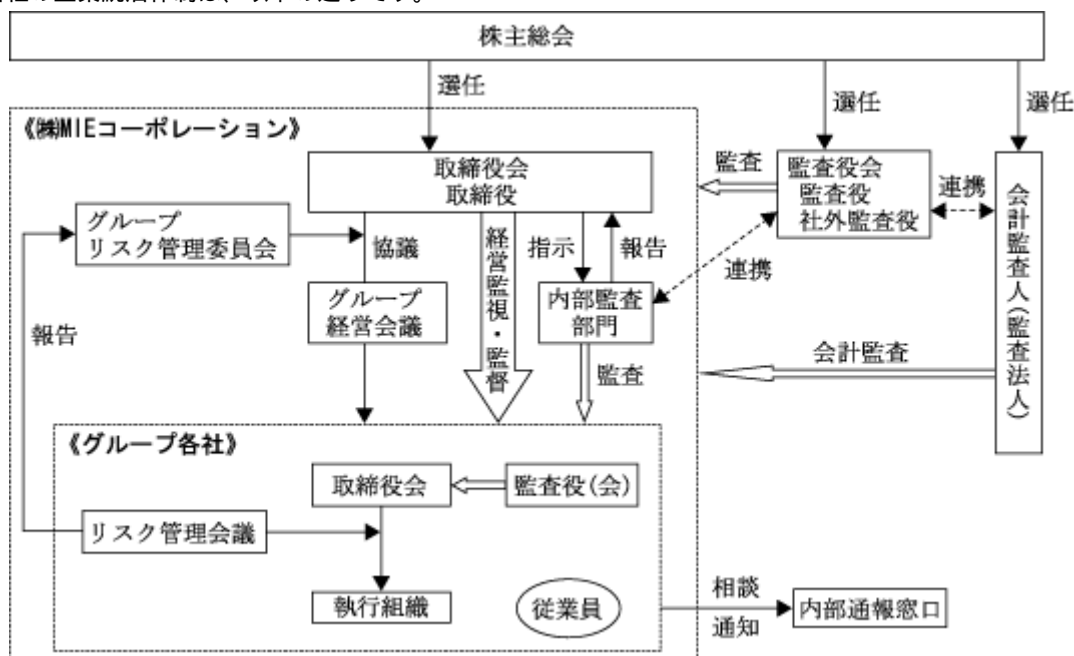 株主総会
選任
選任
選任
《㈱MIEコーポレーション》
取締役会
取締役
監査
監査役会
監査役
社外監査役
連携
会計監査人(監査法人)
グループ
リスク管理委員会
協議
経営監視・監督
指示
報告
連携
グループ
経営会議
内部監査
部門
報告
監査
会計監査
《グループ各社》
取締役会
監査役(会)
リスク管理会議
執行組織
従業員
相談
通知
内部通報窓口